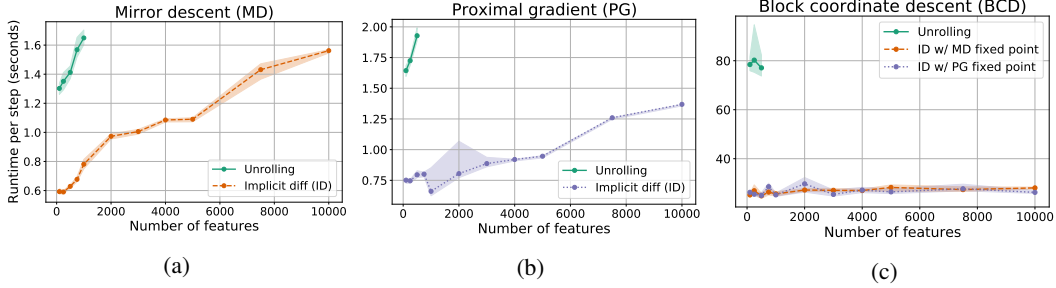 Mirror descent (MD)
Runtime per step (seconds)
1.6
1.4
1.2
1.0
0.8
0.6
0
2000
4000
6000
8000
10000
Number of features
Unrolling
Implicit diff (ID)
(a)
Proximal gradient (PG)
2.00
1.75
1.50
1.25
1.00
0.75
0
2000
4000
6000
8000
10000
Number of features
Unrolling
Implicit diff (ID)
(b)
Block coordinate descent (BCD)
80
60
40
20
0
2000
4000
6000
8000
10000
Number of features
Unrolling
ID w/ MD fixed point
ID w/ PG fixed point
(c)